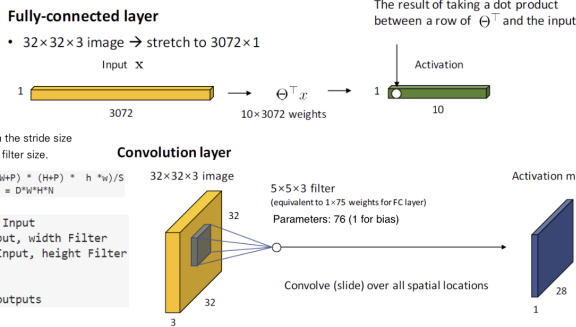 The result of taking a dot product
between a row of Θ⊤ and the input
Fully-connected layer
• 32×32×3 image → stretch to 3072×1
Input x
Activation
1
Θ⊤x
1
3072
10×3072 weights
10
the stride size
filter size.
W+P) * (H+P) * h *w)/S
= D*W*H*N
Input
width Filter
Input, height Filter
outputs
Convolution layer
32×32×3 image
5×5×3 filter
(equivalent to 1×75 weights for FC layer)
Parameters: 76 (1 for bias)
Activation m
32
Convolve (slide) over all spatial locations
32
3
28
1